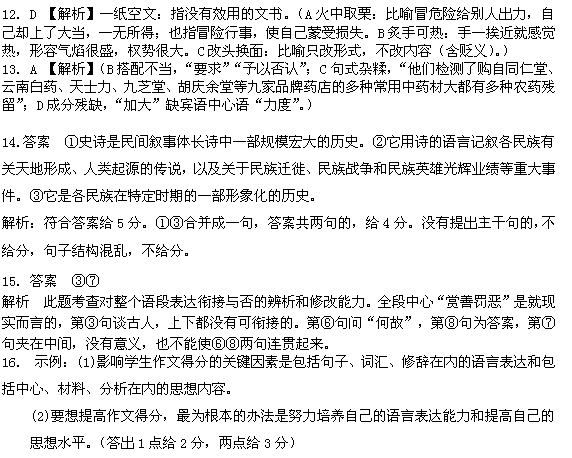 12. D 【解析】一纸空文：指没有效用的文书。（A火中取栗：比喻冒危险给别人出力，自
己却上了大当，一无所得；也指冒险行事，使自己蒙受损失。B炙手可热：手一挨近就感觉
热，形容气焰很盛，权势很大。C改头换面：比喻只改形式，不改内容（含贬义）。）
13. A 【解析】（B搭配不当，“要求”“予以否认”；C句式杂糅，“他们检测了购自同仁堂、
云南白药、天士力、九芝堂、胡庆余堂等九家品牌药店的多种常用中药材大都有多种农药残
留”；D成分残缺，“加大”缺宾语中心语“力度”。）
14.答案 ①史诗是民间叙事体长诗中一部规模宏大的历史。②它用诗的语言记叙各民族有
关天地形成、人类起源的传说，以及关于民族迁徙、民族战争和民族英雄光辉业绩等重大事
件。③它是各民族在特定时期的一部形象化的历史。
解析：符合答案给5分。①③合并成一句，答案共两句的，给4分。没有提出主干句的，不
给分，句子结构混乱，不给分。
15. 答案 ③⑦
解析 此题考查对整个语段表达衔接与否的辨析和修改能力。全段中心“赏善罚恶”是就现
实而言的，第③句谈古人，上下都没有可衔接的。第⑥句问“何故”，第⑧句为答案，第⑦
句夹在中间，没有意义，也不能使⑥⑧两句连贯起来。
16. 示例：(1)影响学生作文得分的关键因素是包括句子、词汇、修辞在内的语言表达和包
括中心、材料、分析在内的思想内容。
(2)要想提高作文得分，最为根本的办法是努力培养自己的语言表达能力和提高自己的
思想水平。（答出1点给2分，两点给3分）